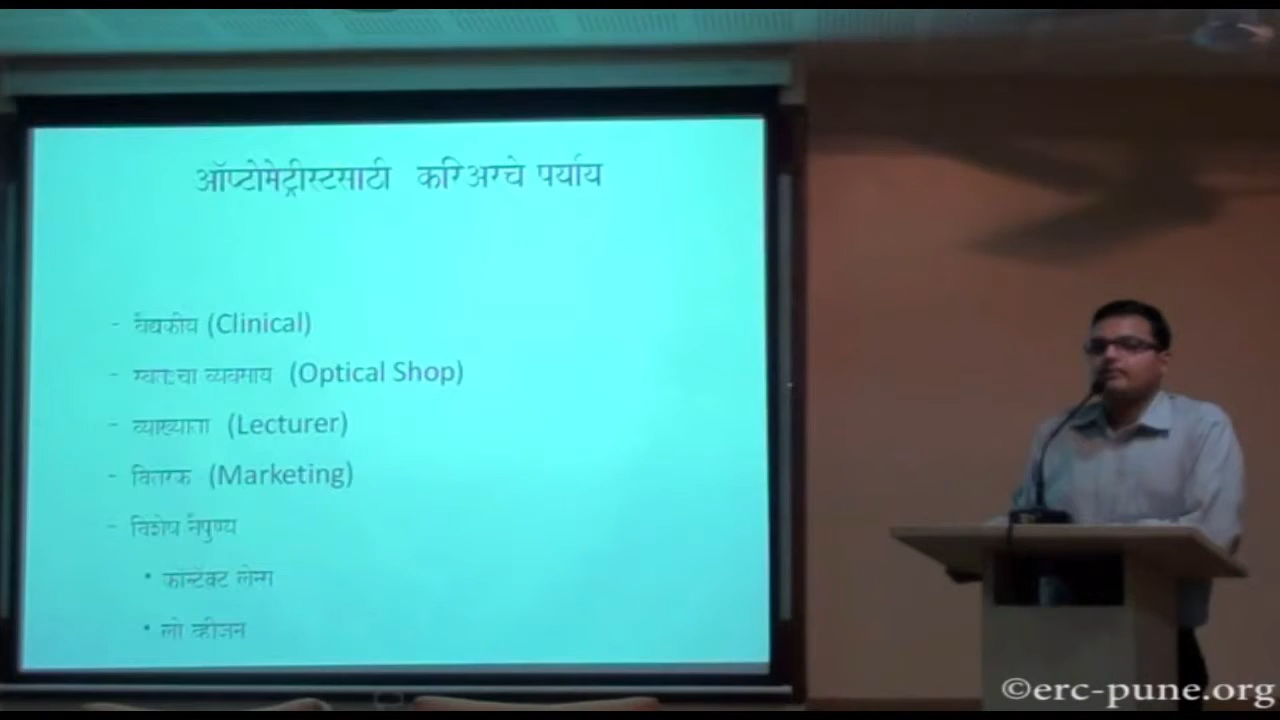 ऑप्टोमेट्रीस्टसाटी करिअरचे पर्याय
- वैद्यकीय (Clinical)
- स्वतःचा व्यवसाय (Optical Shop)
- व्याख्याता (Lecturer)
- वितरक (Marketing)
- विशेष नैपुण्य
• कॉन्टॅक्ट लेन्स
• लो व्हीजन
©erc-pune.org